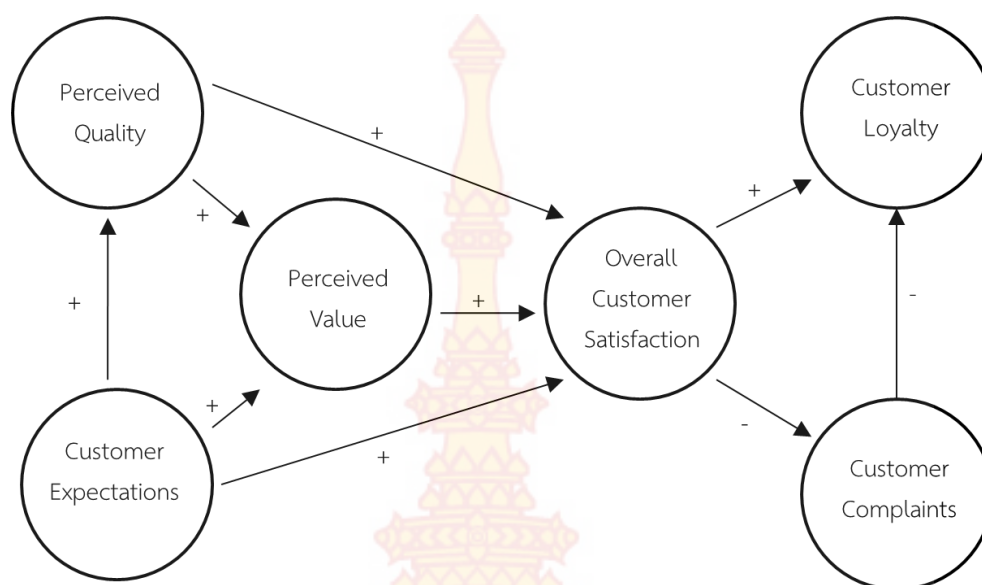 Perceived
Quality
Customer
Loyalty
+
+
+
Perceived
Value
Overall
Customer
Satisfaction
+
+
-
+
+
-
Customer
Expectations
Customer
Complaints